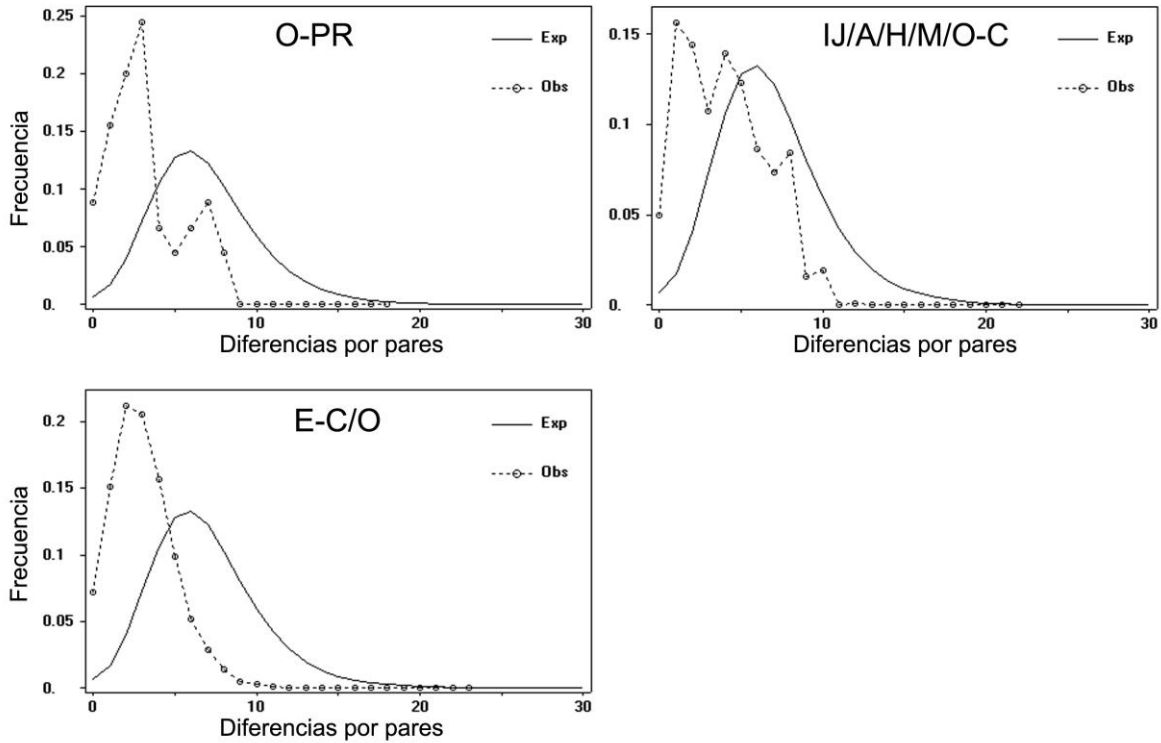 O-PR
Exp
Obs
Frecuencia
0.25
0.2
0.15
0.1
0.05
0.
0 10 20 30
Diferencias por pares
IJ/A/H/M/O-C
Exp
Obs
0.15
0.1
0.05
0.
0 10 20 30
Diferencias por pares
E-C/O
Exp
Obs
Frecuencia
0.2
0.15
0.1
0.05
0.
0 10 20 30
Diferencias por pares